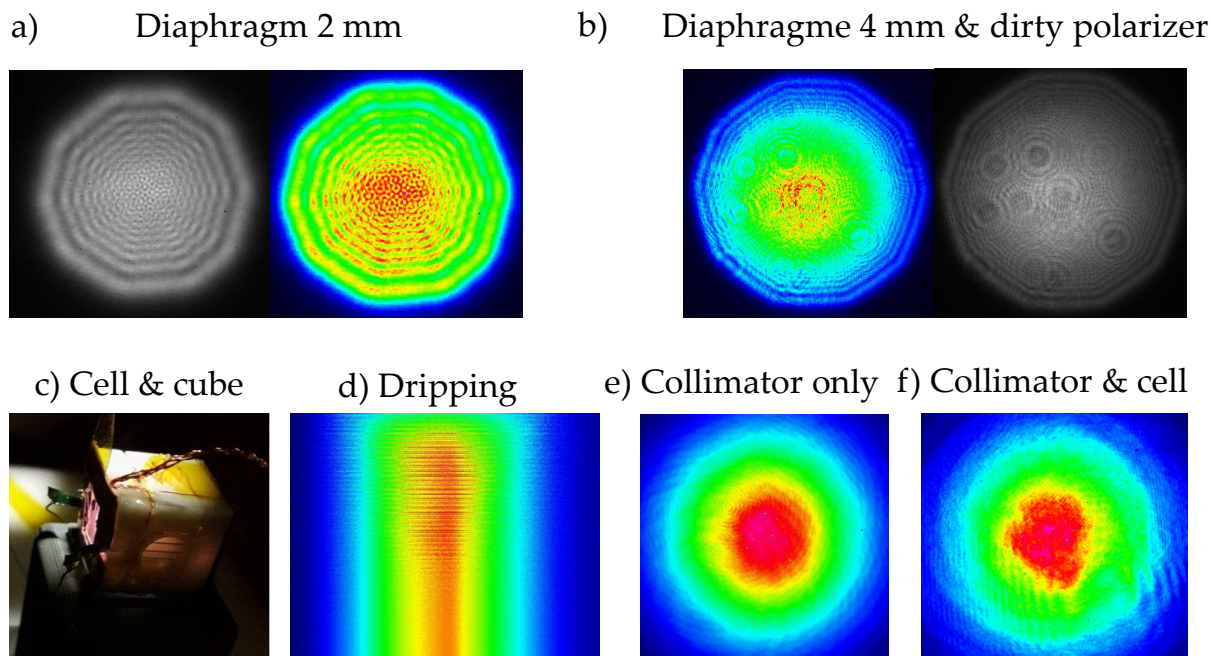 a) Diaphragm 2 mm
b) Diaphragme 4 mm & dirty polarizer
c) Cell & cube
d) Dripping
e) Collimator only
f) Collimator & cell